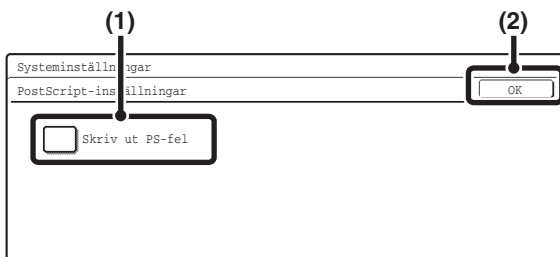 (1) (2)
Systeminställningar
PostScript-inställningar OK
Skriv ut PS-fel